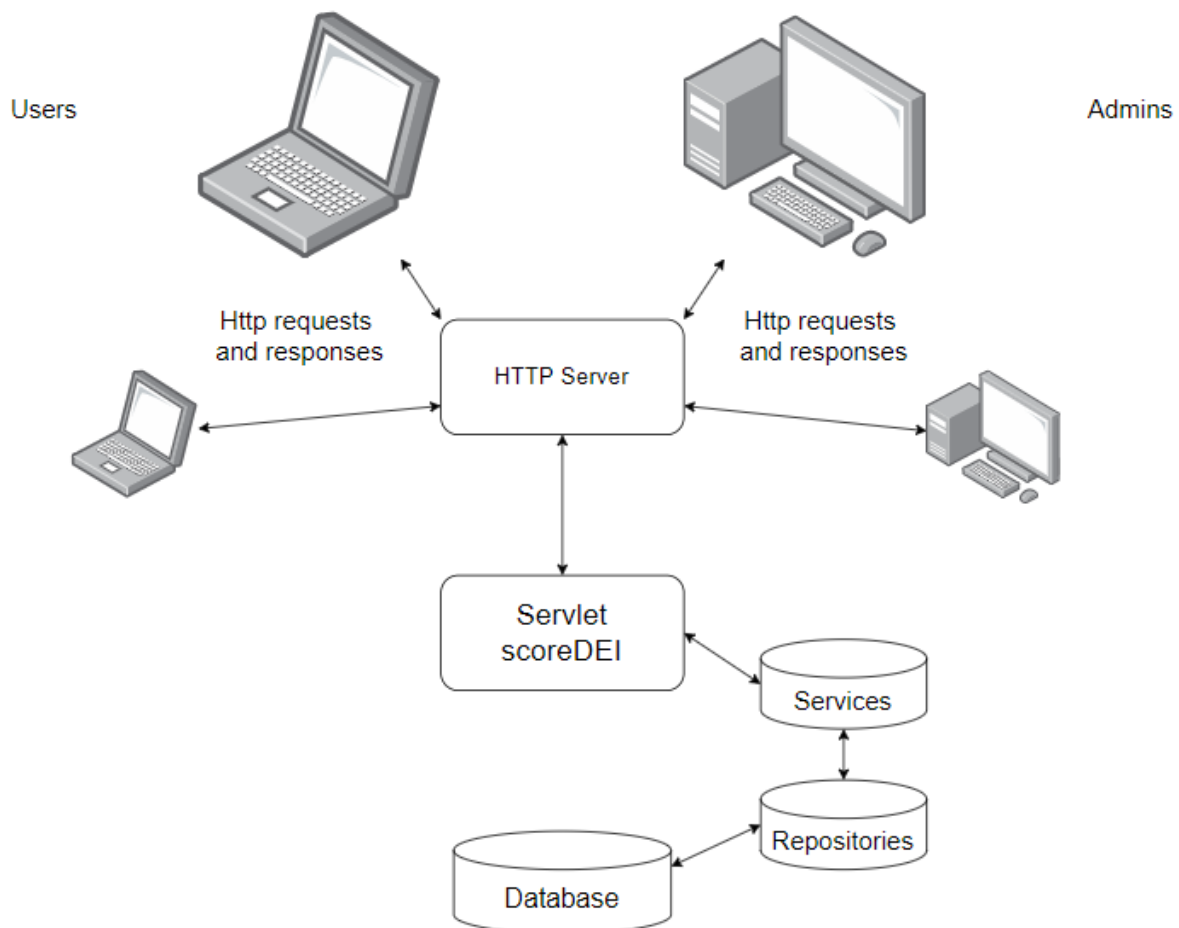 Users
Admins
Http requests
and responses
Http requests
and responses
HTTP Server
Servlet
scoreDEI
Services
Repositories
Database